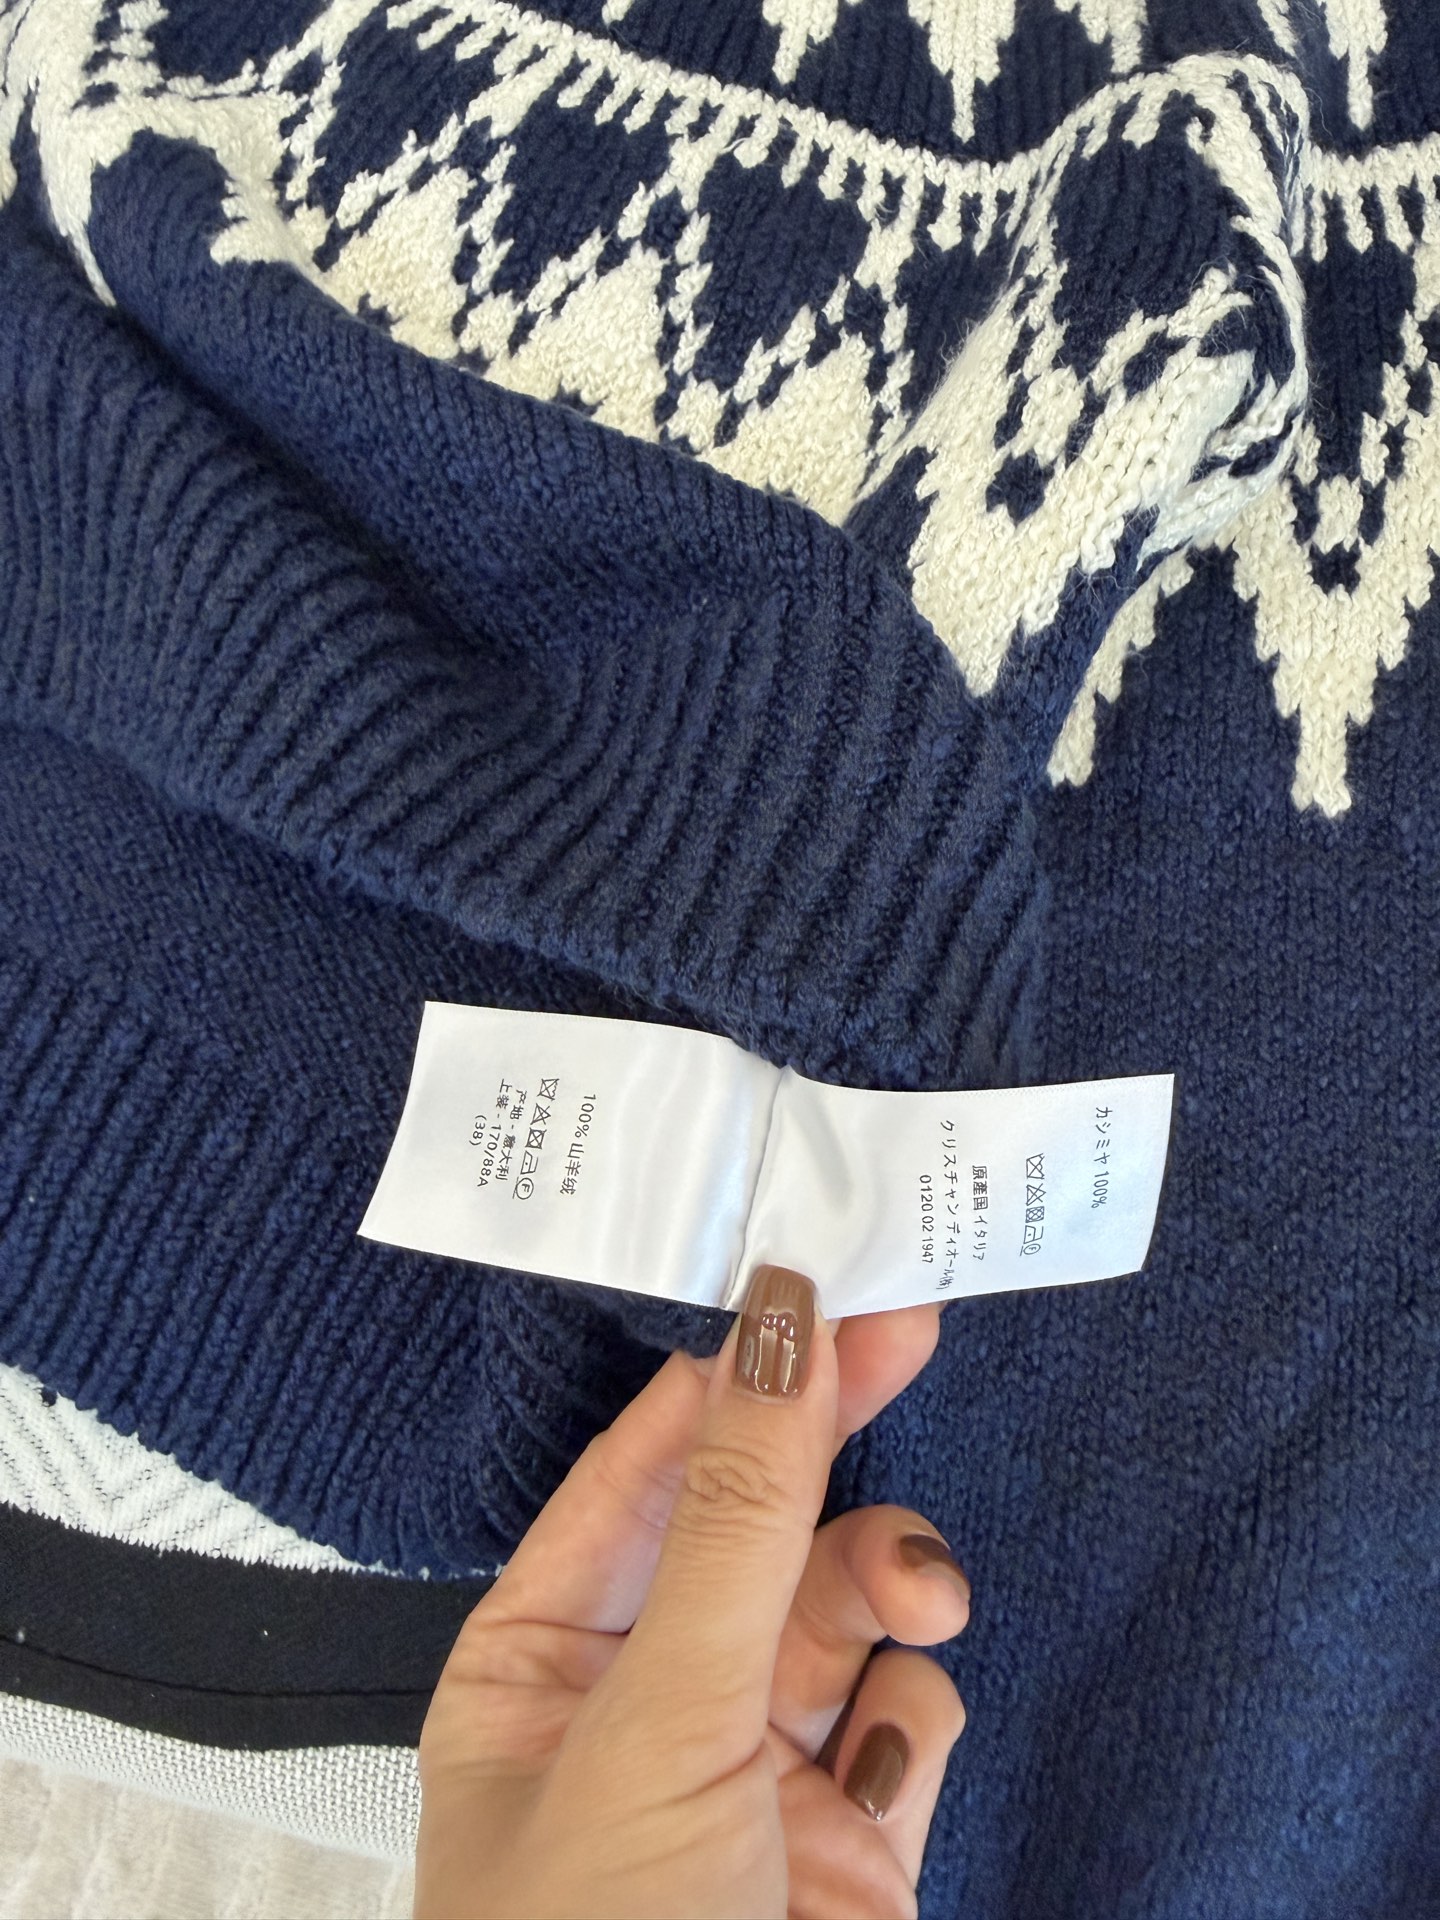 100% 山羊绒
产地 - 意大利
上装 - 170/88A
(38)
カシミヤ 100%
原産国 イタリア
クリスチャン ディオール㈱
0120 02 1947